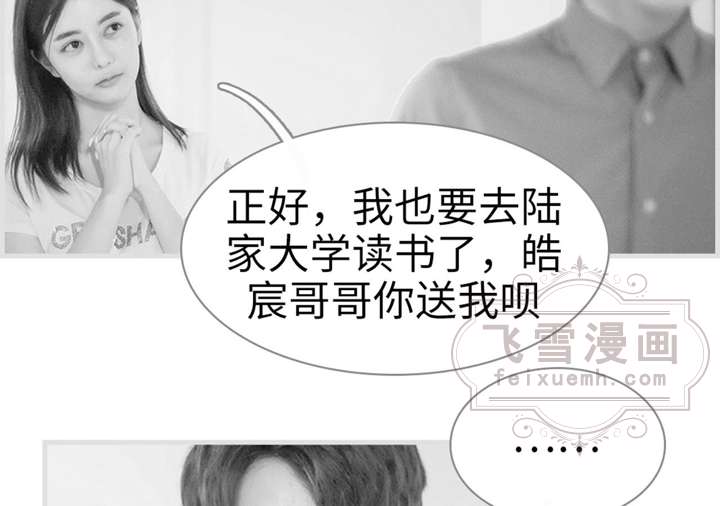 正好，我也要去陆
家大学读书了，皓
宸哥哥你送我呗
飞雪漫画
feixuemh.com
……